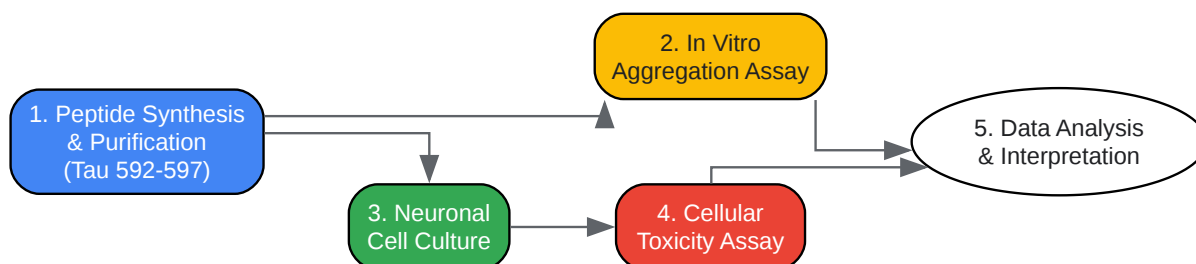 1. Peptide Synthesis
& Purification
(Tau 592-597)
2. In Vitro
Aggregation Assay
3. Neuronal
Cell Culture
4. Cellular
Toxicity Assay
5. Data Analysis
& Interpretation